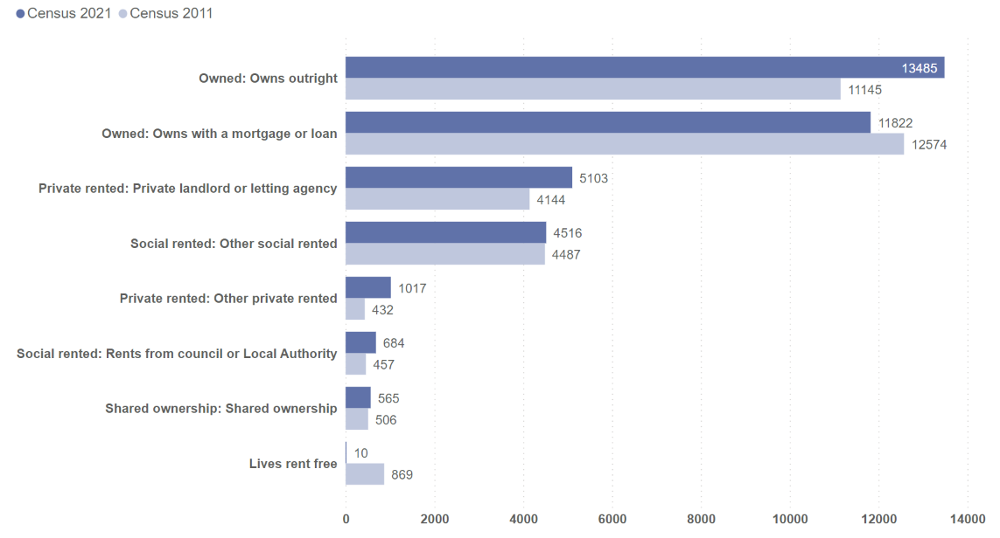 Census 2021 Census 2011
Owned: Owns outright
13485
11145
Owned: Owns with a mortgage or loan
11822
12574
Private rented: Private landlord or letting agency
5103
4144
Social rented: Other social rented
4516
4487
Private rented: Other private rented
1017
432
Social rented: Rents from council or Local Authority
684
457
Shared ownership: Shared ownership
565
506
Lives rent free
10
869
0 2000 4000 6000 8000 10000 12000 14000